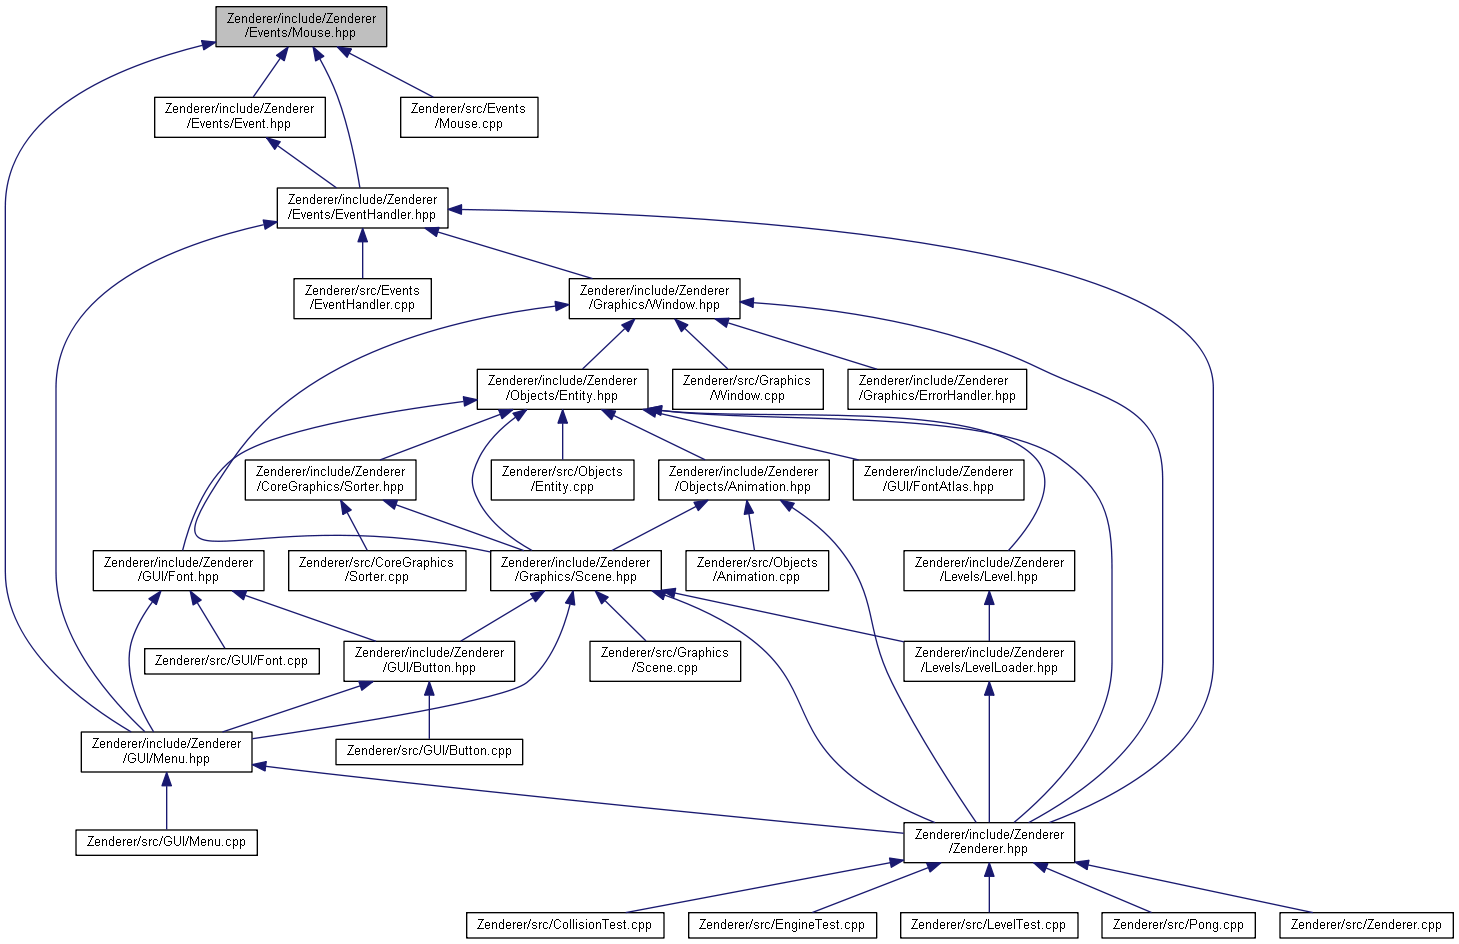 Zenderer/include/Zenderer
/Events/Mouse.hpp
Zenderer/include/Zenderer
/Events/Event.hpp
Zenderer/src/Events
/Mouse.cpp
Zenderer/include/Zenderer
/Events/EventHandler.hpp
Zenderer/src/Events
/EventHandler.cpp
Zenderer/include/Zenderer
/Graphics/Window.hpp
Zenderer/include/Zenderer
/Objects/Entity.hpp
Zenderer/src/Graphics
/Window.cpp
Zenderer/include/Zenderer
/Graphics/ErrorHandler.hpp
Zenderer/include/Zenderer
/CoreGraphics/Sorter.hpp
Zenderer/src/Objects
/Entity.cpp
Zenderer/include/Zenderer
/Objects/Animation.hpp
Zenderer/include/Zenderer
/GUI/FontAtlas.hpp
Zenderer/include/Zenderer
/GUI/Font.hpp
Zenderer/src/CoreGraphics
/Sorter.cpp
Zenderer/include/Zenderer
/Graphics/Scene.hpp
Zenderer/src/Objects
/Animation.cpp
Zenderer/include/Zenderer
/Levels/Level.hpp
Zenderer/src/GUI/Font.cpp
Zenderer/include/Zenderer
/GUI/Button.hpp
Zenderer/src/Graphics
/Scene.cpp
Zenderer/include/Zenderer
/Levels/LevelLoader.hpp
Zenderer/include/Zenderer
/GUI/Menu.hpp
Zenderer/src/GUI/Button.cpp
Zenderer/src/GUI/Menu.cpp
Zenderer/include/Zenderer
/Zenderer.hpp
Zenderer/src/CollisionTest.cpp
Zenderer/src/EngineTest.cpp
Zenderer/src/LevelTest.cpp
Zenderer/src/Pong.cpp
Zenderer/src/Zenderer.cpp